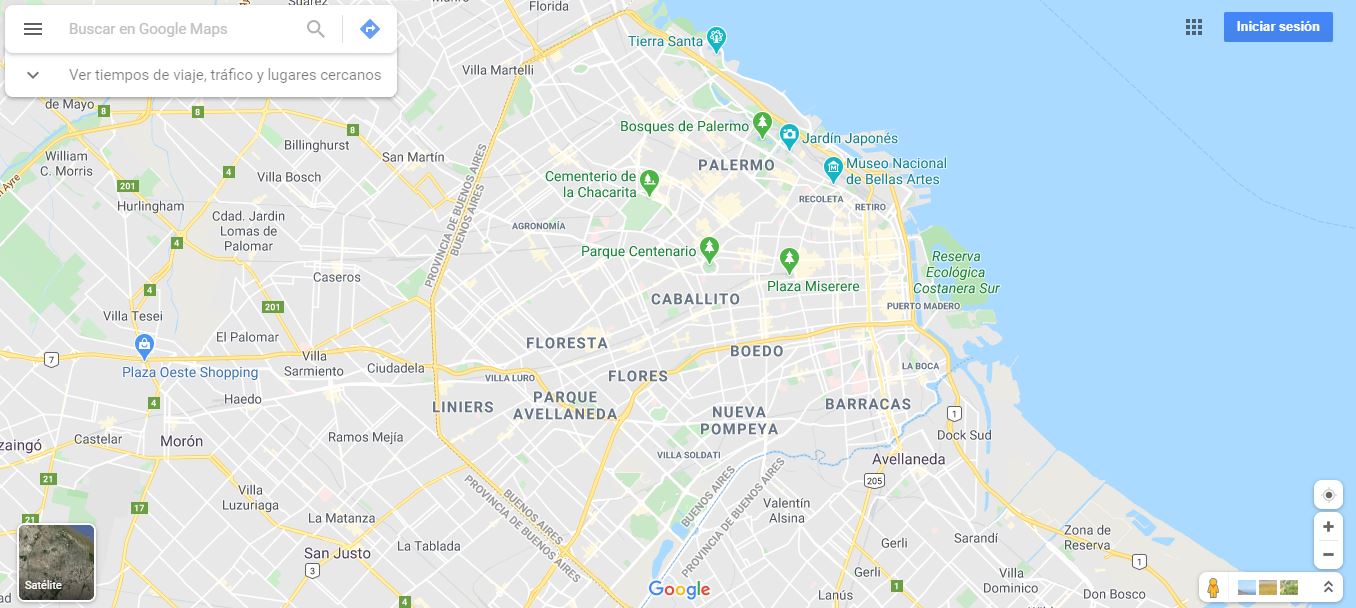 Buscar en Google Maps
Iniciar sesión
Ver tiempos de viaje, tráfico y lugares cercanos
Florida
Tierra Santa
Villa Martelli
de Mayo
8
8
8
Billinghurst
San Martín
Bosques de Palermo
Jardín Japonés
PALERMO
Museo Nacional
de Bellas Artes
William
C. Morris
4
Villa Bosch
201
Cementerio de
la Chacarita
RECOLETA
RETIRO
Hurlingham
Cdad. Jardin
Lomas de
Palomar
4
PROVINCIA DE BUENOS AIRES
BUENOS AIRES
AGRONOMÍA
Parque Centenario
Plaza Miserere
Reserva
Ecológica
Costanera Sur
PUERTO MADERO
Caseros
4
201
CABALLITO
Villa Tesei
El Palomar
FLORESTA
BOEDO
7
Plaza Oeste Shopping
Villa
Sarmiento
Ciudadela
VILLA LURO
FLORES
LA BOCA
Haedo
4
LINIERS
PARQUE
AVELLANEDA
NUEVA
POMPEYA
BARRACAS
1
Dock Sud
zaingó
Castelar
Morón
Ramos Mejía
VILLA SOLDATI
Avellaneda
21
205
Villa
Luzuriaga
17
21
La Matanza
BUENOS AIRES
PROVINCIA DE BUENOS AIRES
BUENOS AIRES
PROVINCIA DE BUENOS AIRES
Valentín
Alsina
Zona de
Reserva
Sarandí
Gerli
San Justo
La Tablada
3
Gerli
1
Villa
Dominico
Don Bosco
1
Lanús
4
Satélite
Google